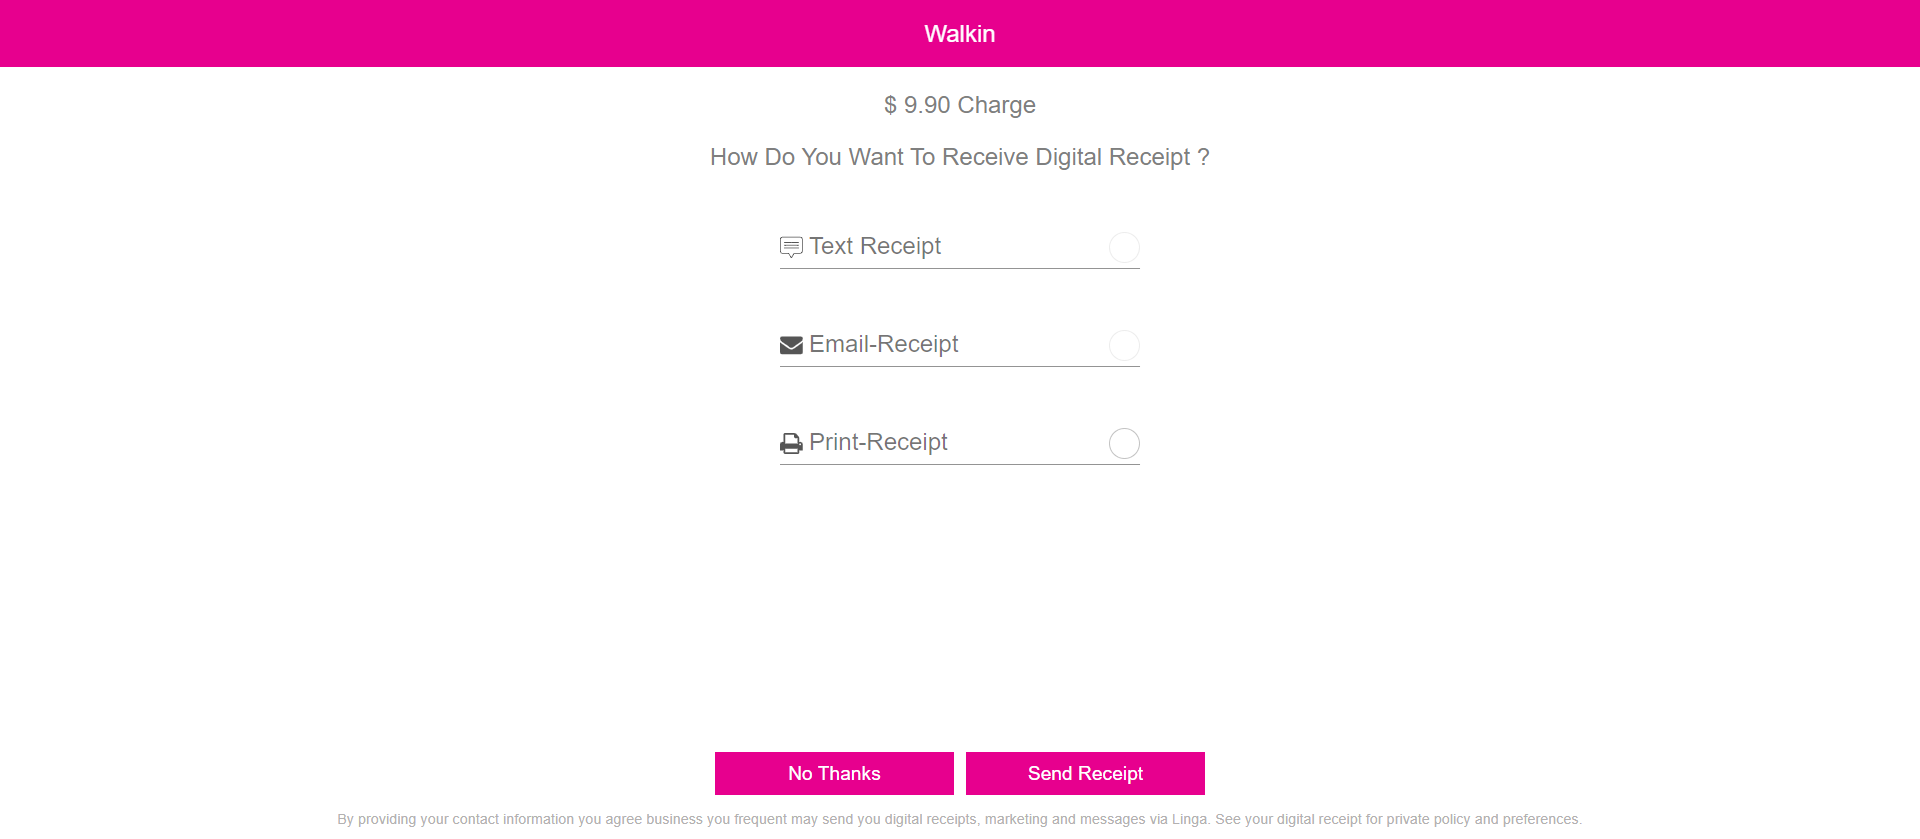 Walkin
$ 9.90 Charge
How Do You Want To Receive Digital Receipt ?
Text Receipt
Email-Receipt
Print-Receipt
No Thanks Send Receipt
By providing your contact information you agree business you frequent may send you digital receipts, marketing and messages via Linga. See your digital receipt for private policy and preferences.